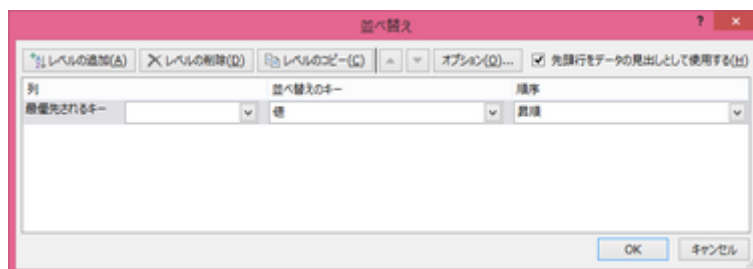 並べ替え ? ×
レベルの追加(A) レベルの削除(D) レベルのコピー(C) オプション(O)... 先頭行をデータの見出しとして使用する(H)
列 並べ替えのキー 順序
最優先されるキー 値 昇順
OK キャンセル